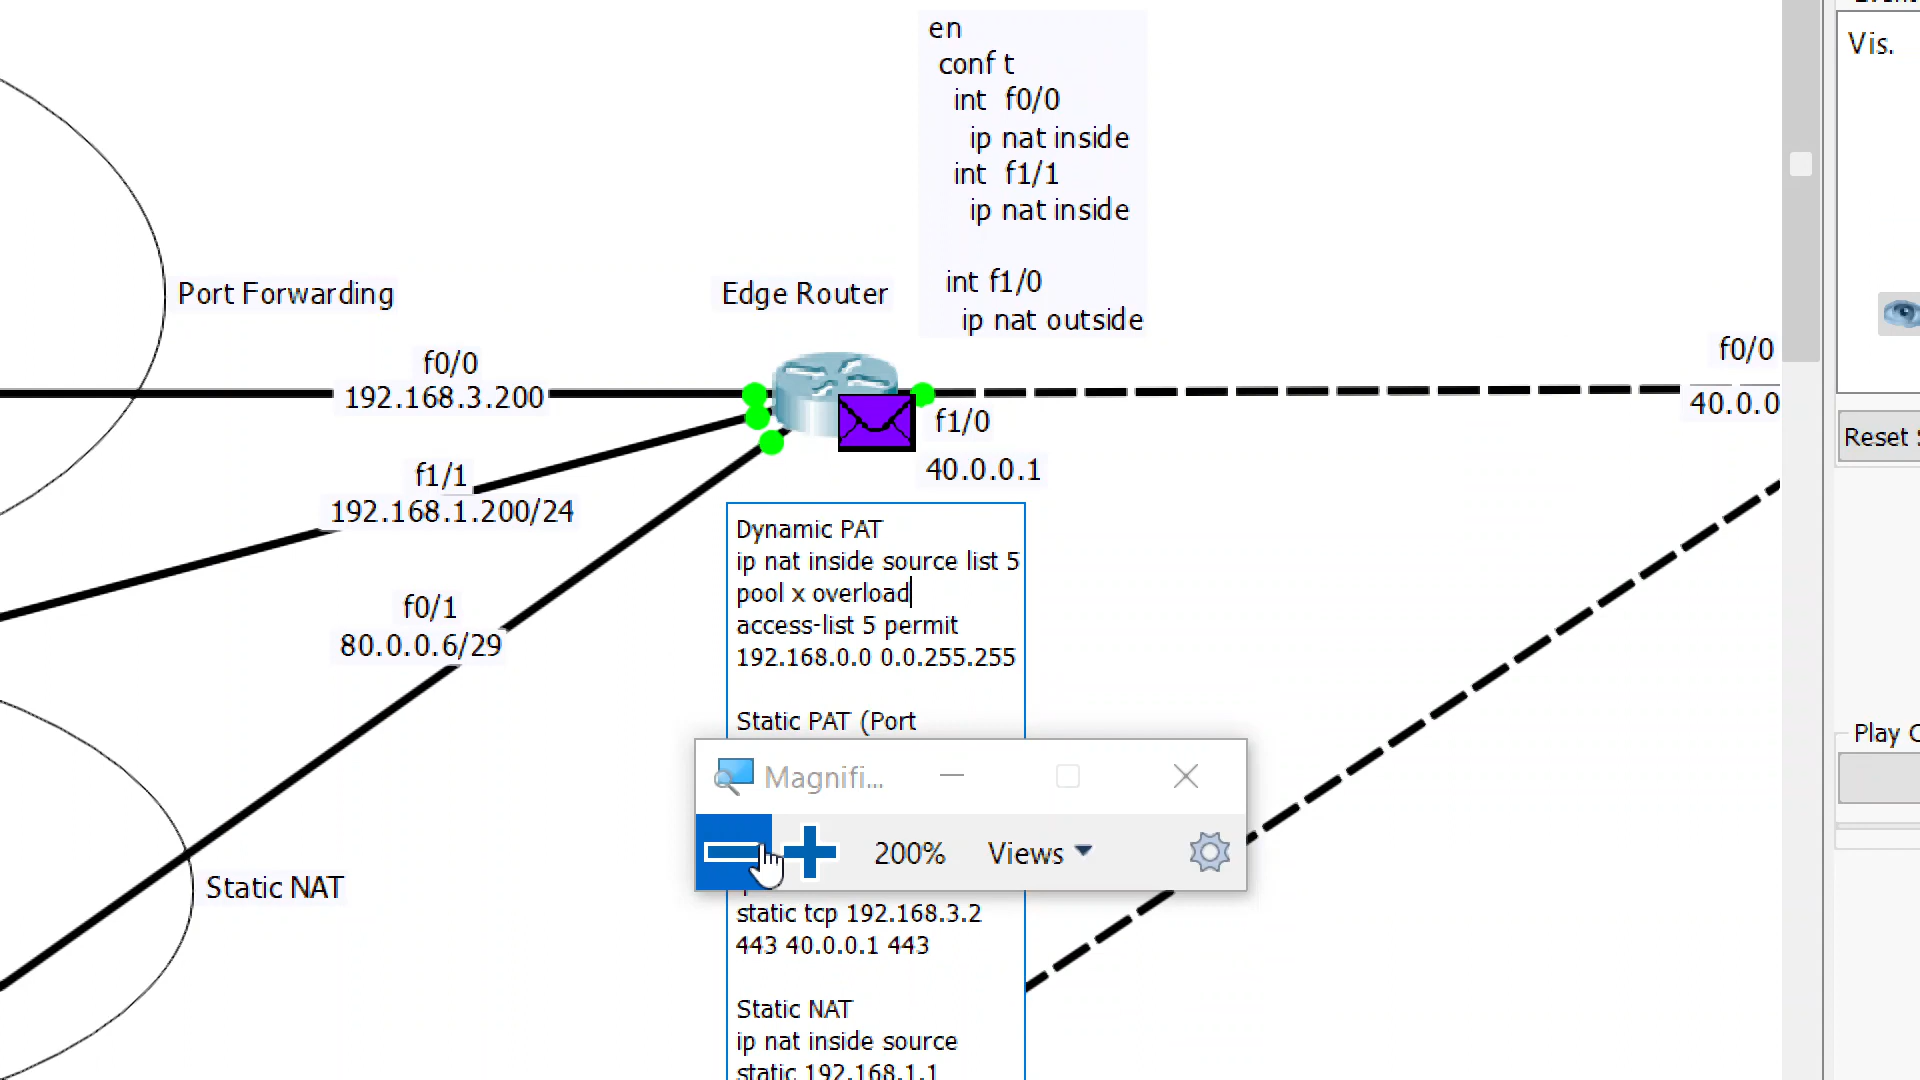 en
conf t
int f0/0
ip nat inside
int f1/1
ip nat inside
int f1/0
ip nat outside
Vis.
Port Forwarding
Edge Router
f0/0
192.168.3.200
f0/0
40.0.0
f1/0
40.0.0.1
Reset
f1/1
192.168.1.200/24
f0/1
80.0.0.6/29
Dynamic PAT
ip nat inside source list 5
pool x overload
access-list 5 permit
192.168.0.0 0.0.255.255
Static PAT (Port
Play
Magnifi...
200%
Views
static tcp 192.168.3.2
443 40.0.0.1 443
Static NAT
Static NAT
ip nat inside source
static 192.168.1.1